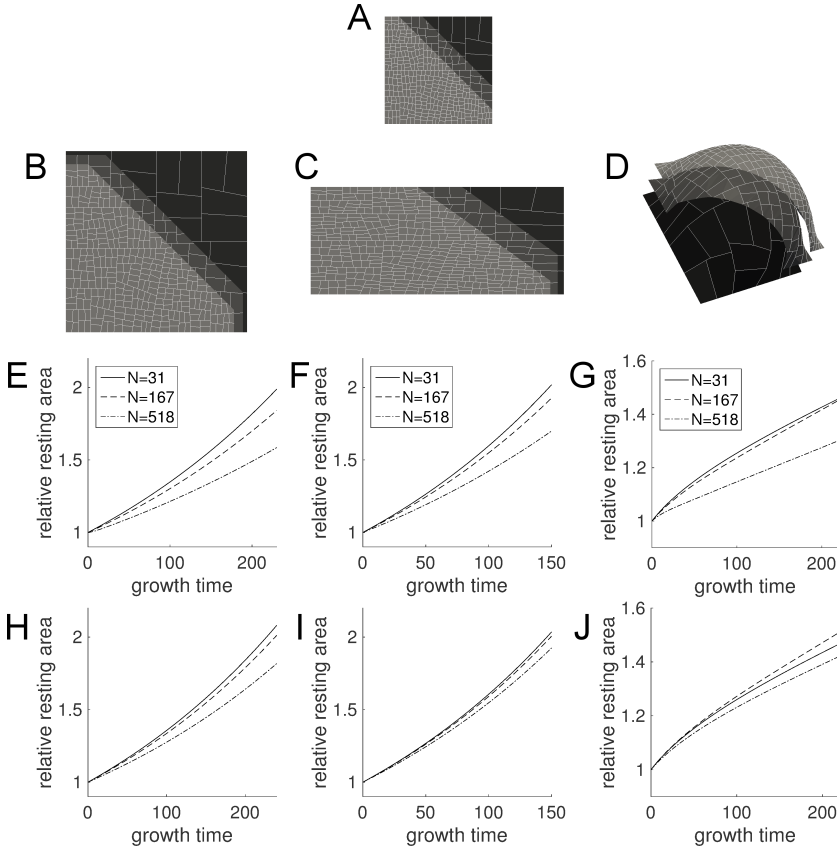 A
B
C
D
E
relative resting area
2
1.5
1
N=31
N=167
N=518
0
100
200
growth time
F
relative resting area
2
1.5
1
N=31
N=167
N=518
0
50
100
150
growth time
G
relative resting area
1.6
1.4
1.2
1
N=31
N=167
N=518
0
100
200
growth time
H
relative resting area
2
1.5
1
0
100
200
growth time
I
relative resting area
2
1.5
1
0
50
100
150
growth time
J
relative resting area
1.6
1.4
1.2
1
0
100
200
growth time